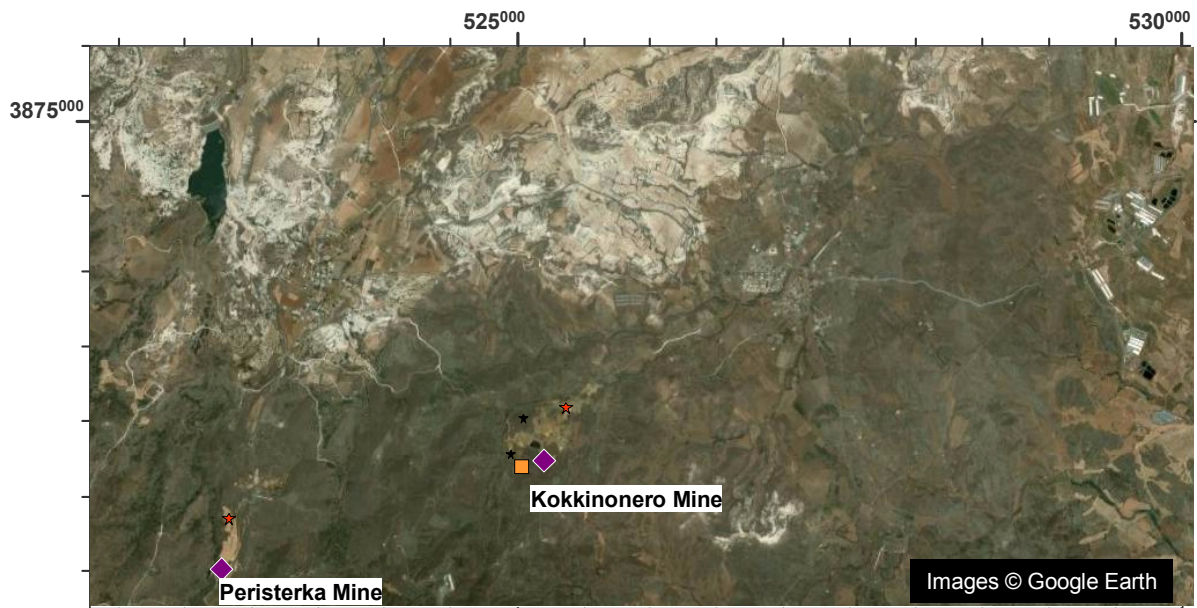 525000 530000
3875000
Kokkinonero Mine
Peristerka Mine
Images © Google Earth